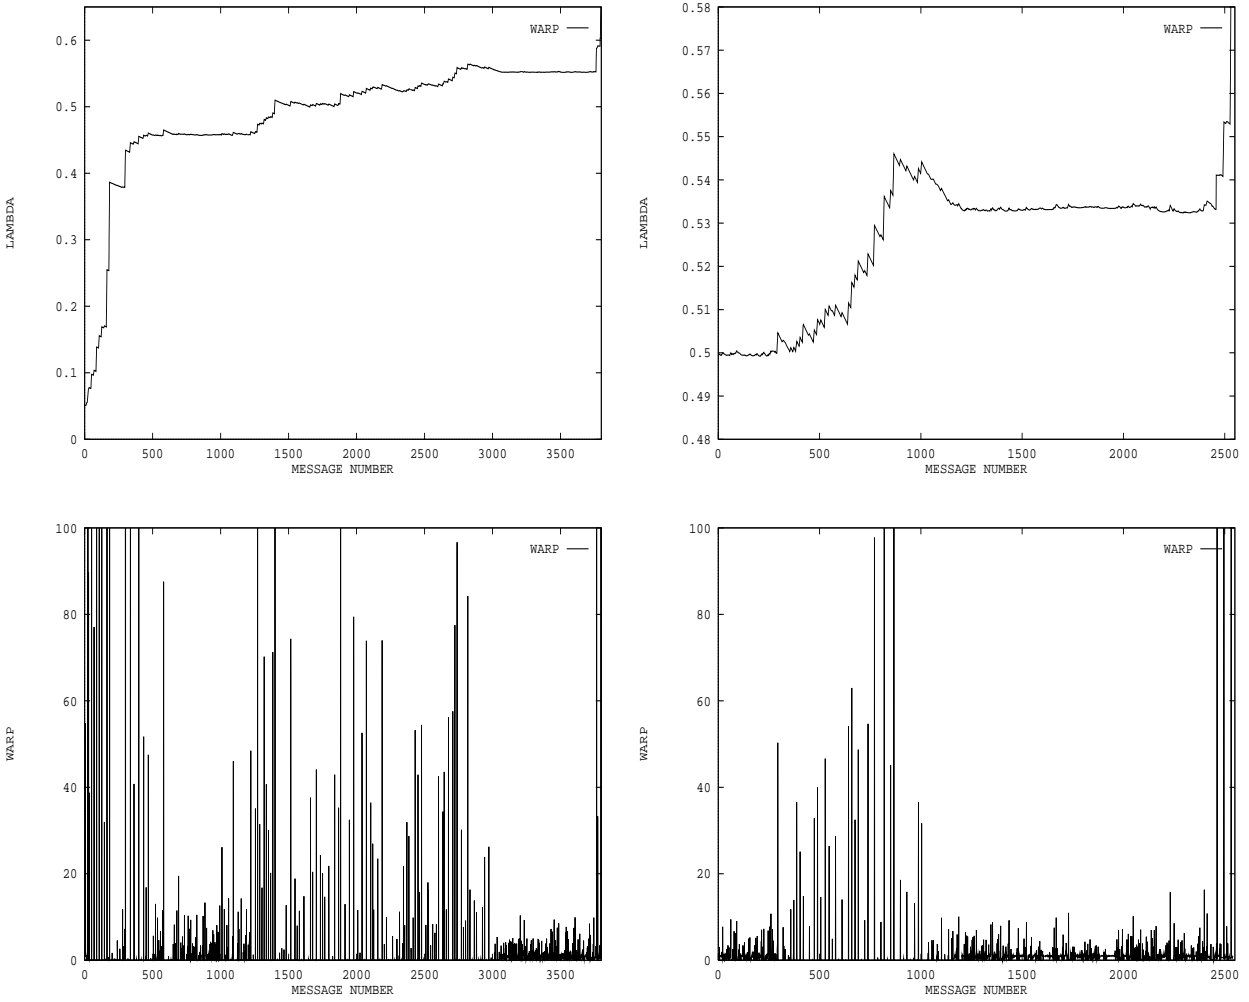 0.6
0.5
0.4
0.3
0.2
0.1
0
LAMBDA
WARP
0 500 1000 1500 2000 2500 3000 3500
MESSAGE NUMBER
0.58
0.57
0.56
0.55
0.54
0.53
0.52
0.51
0.5
0.49
0.48
LAMBDA
WARP
0 500 1000 1500 2000 2500
MESSAGE NUMBER
100
80
60
40
20
0
WARP
WARP
0 500 1000 1500 2000 2500 3000 3500
MESSAGE NUMBER
100
80
60
40
20
0
WARP
WARP
0 500 1000 1500 2000 2500
MESSAGE NUMBER